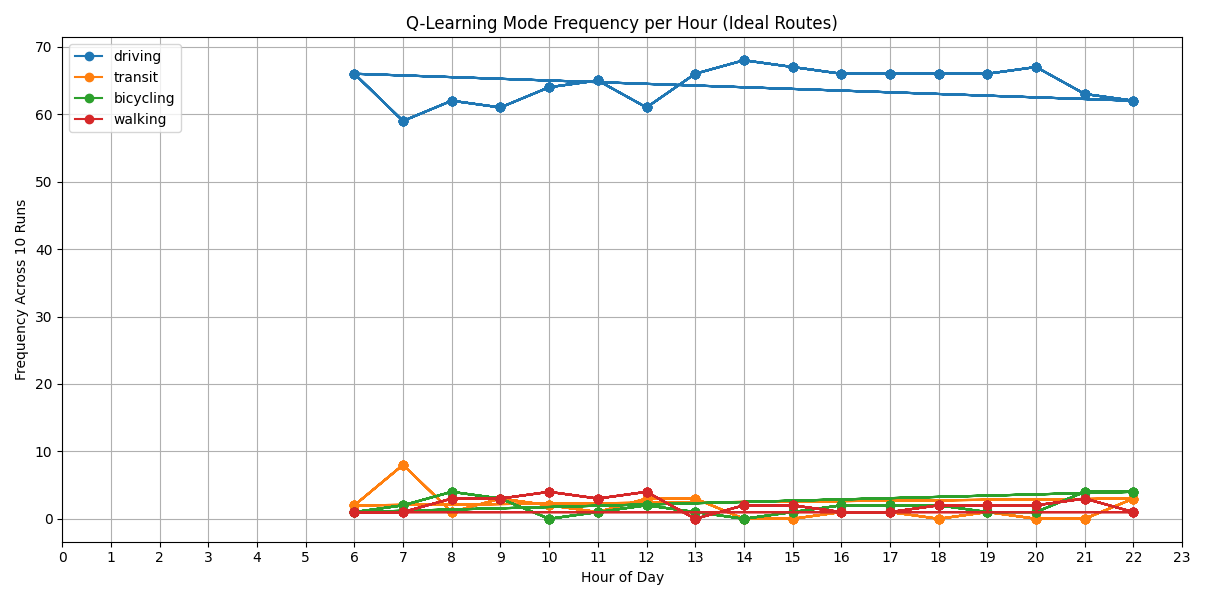 Q-Learning Mode Frequency per Hour (Ideal Routes)
driving
transit
bicycling
walking
Frequency Across 10 Runs
70
60
50
40
30
20
10
0
0 1 2 3 4 5 6 7 8 9 10 11 12 13 14 15 16 17 18 19 20 21 22 23
Hour of Day